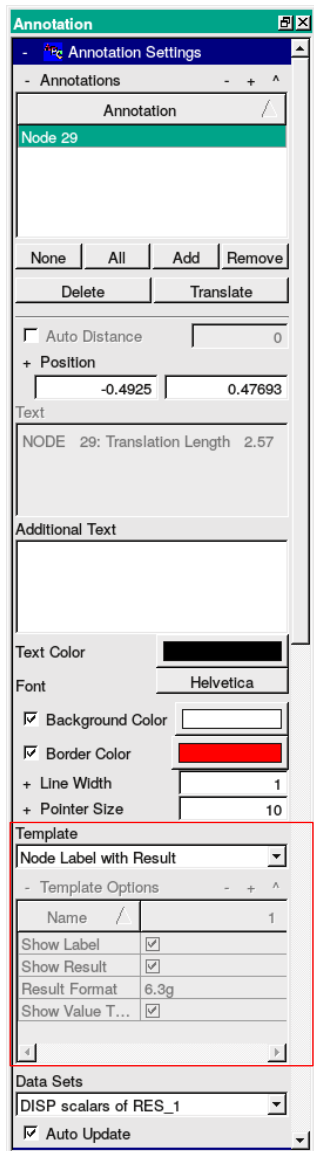 Annotation
- Annotation Settings
- Annotations - + ^
Annotation
Node 29
None All Add Remove
Delete Translate
Auto Distance 0
+ Position
-0.4925 0.47693
Text
NODE 29: Translation Length 2.57
Additional Text
Text Color
Font Helvetica
Background Color
Border Color
+ Line Width 1
+ Pointer Size 10
Template
Node Label with Result
- Template Options - + ^
Name 1
Show Label
Show Result
Result Format 6.3g
Show Value T...
Data Sets
DISP scalars of RES_1
Auto Update